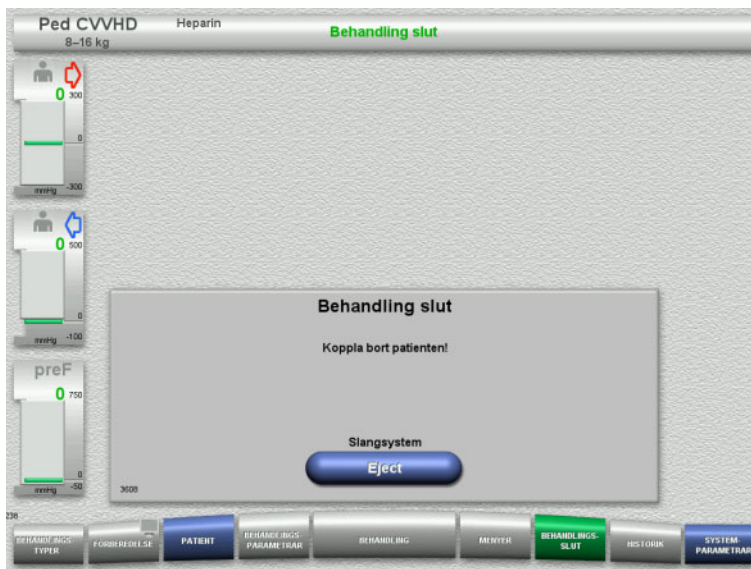 Ped CVVHD
Heparin
8–16 kg
Behandling slut
0
300
0
-300
mmHg
0
500
0
-100
mmHg
preF
0
750
0
-50
mmHg
Behandling slut
Koppla bort patienten!
Slangsystem
Eject
3608
238
BEHANDLINGS-
TYPER
FÖRBEREDELSE
PATIENT
BEHANDLINGS-
PARAMETRAR
BEHANDLING
MENYER
BEHANDLINGS-
SLUT
HISTORIK
SYSTEM-
PARAMETRAR